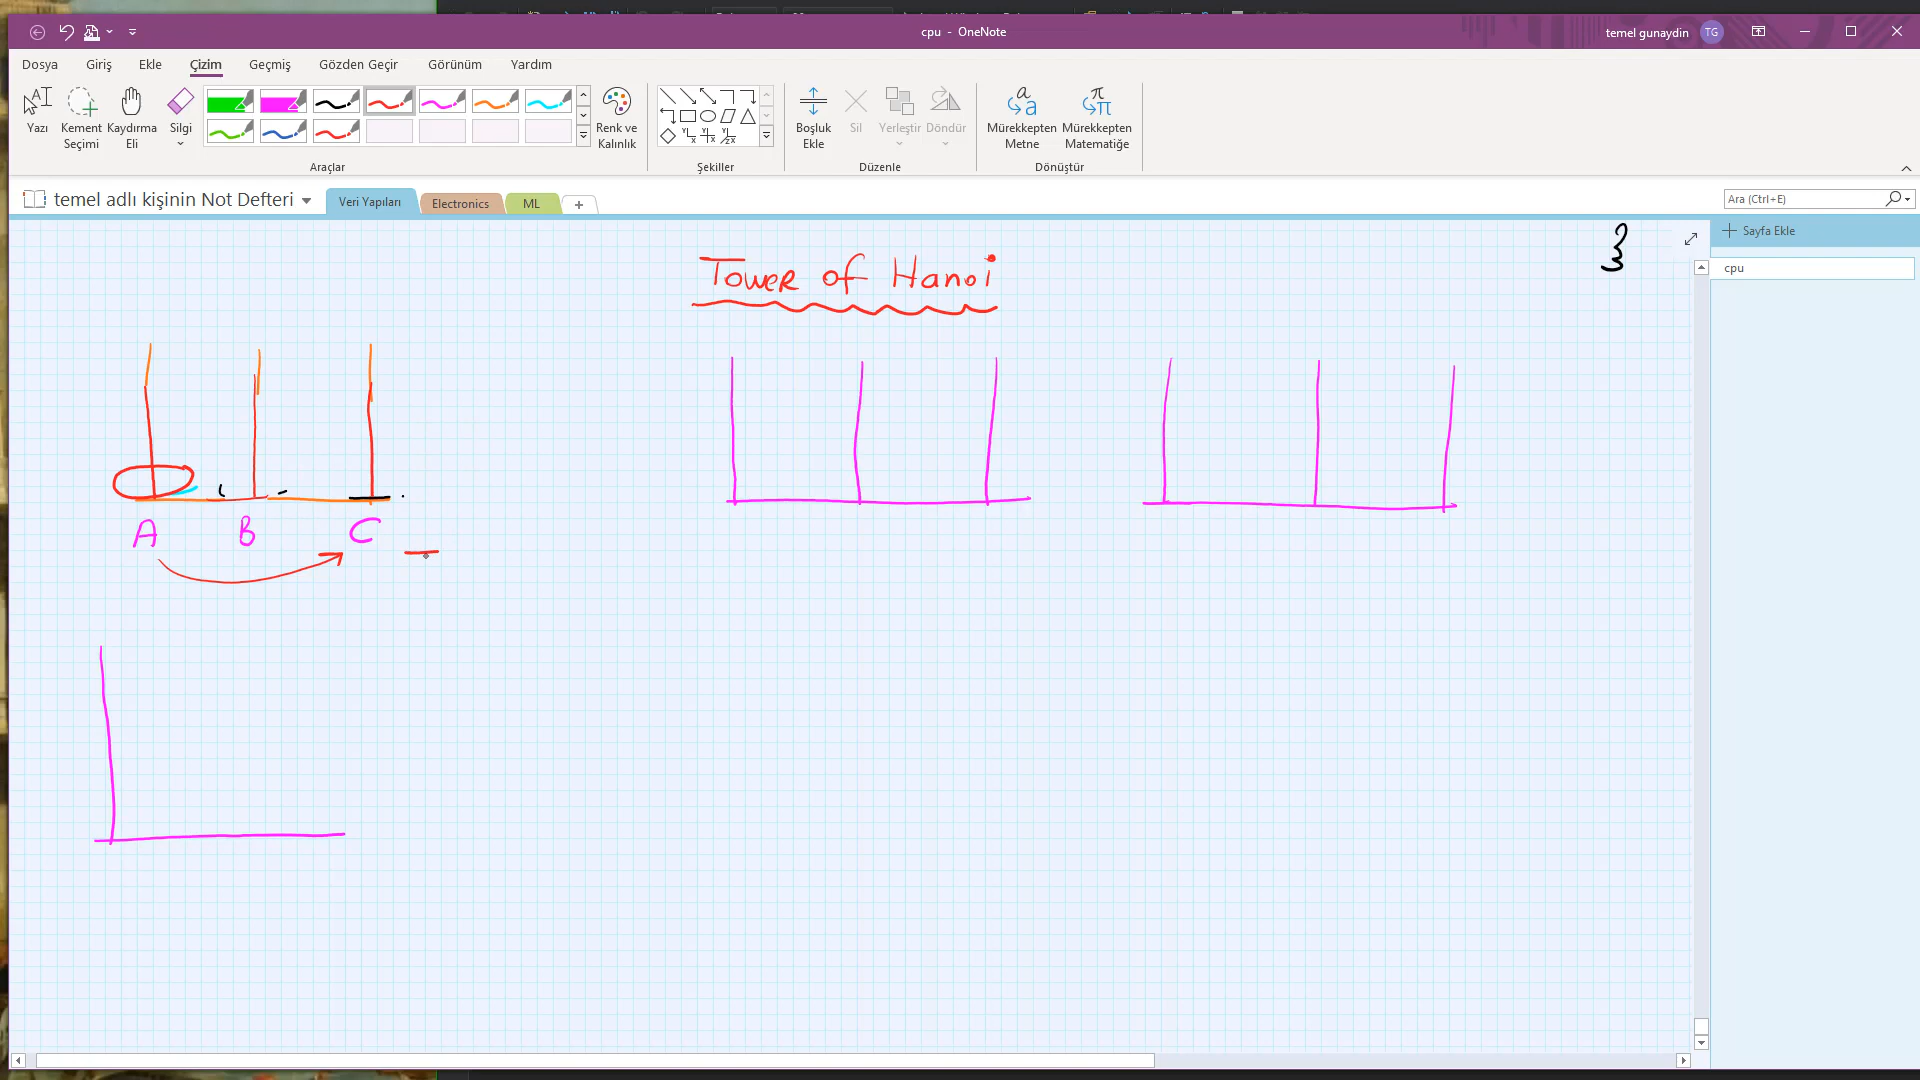 cpu - OneNote
temel gunaydin TG
Dosya Giriş Ekle Çizim Geçmiş Gözden Geçir Görünüm Yardım
Yazı
Kement Seçimi
Kaydırma Eli
Silgi
Renk ve Kalınlık
Boşluk Ekle
Sil
Yerleştir
Döndür
Mürekkepten Metne
Mürekkepten Matematiğe
Araçlar
Şekiller
Düzenle
Dönüştür
temel adlı kişinin Not Defteri
Veri Yapıları
Electronics
ML
Ara (Ctrl+E)
Sayfa Ekle
cpu
Tower of Hanoi
A B C